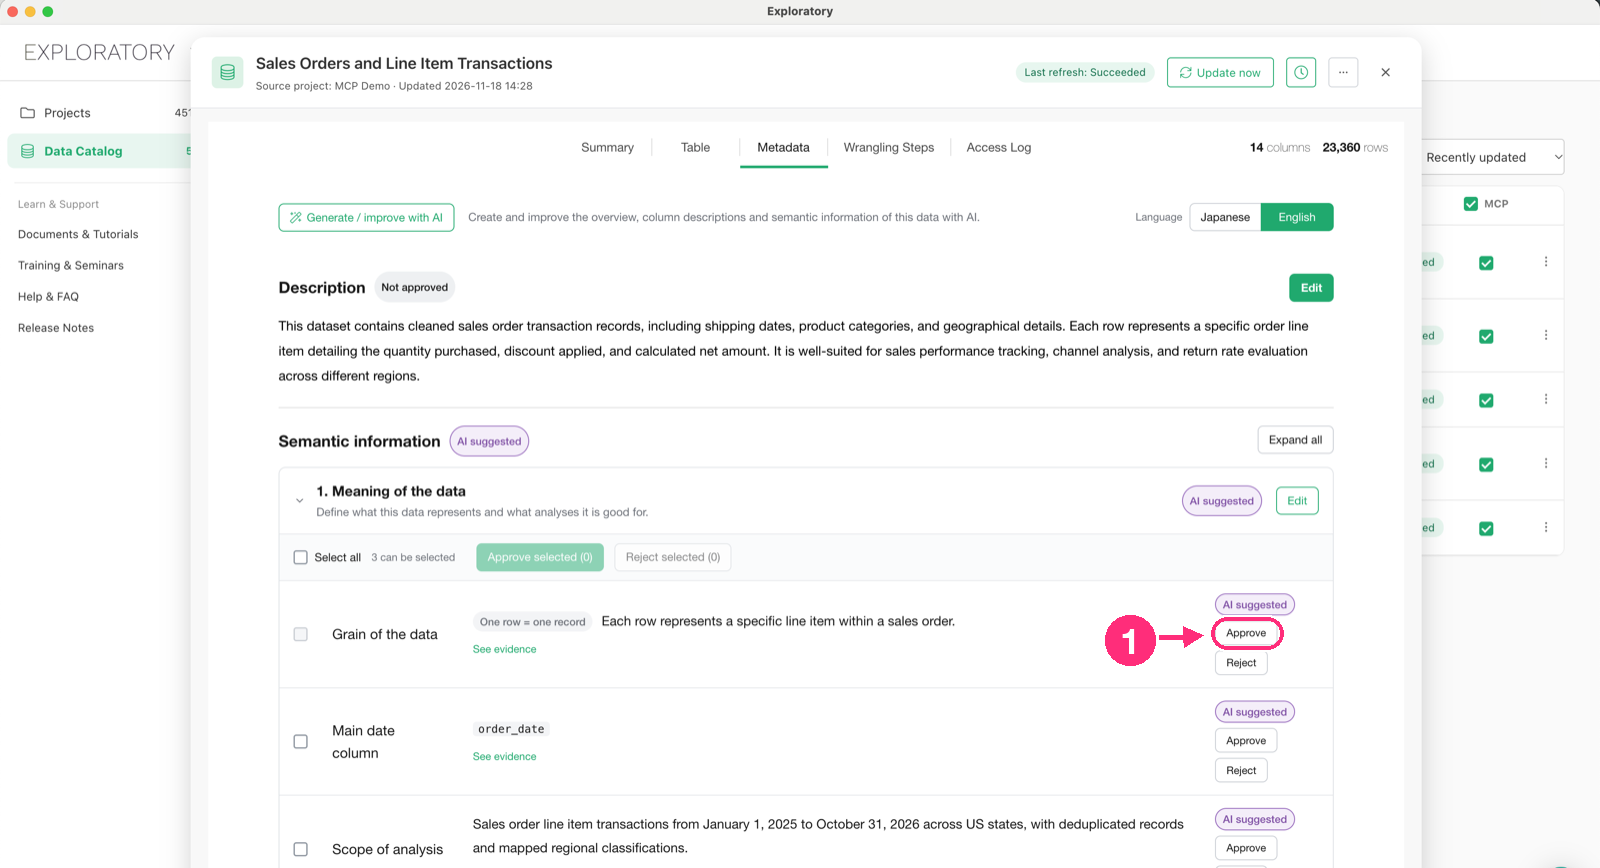 Exploratory
EXPLORATORY
Sales Orders and Line Item Transactions
Source project: MCP Demo · Updated 2026-11-18 14:28
Last refresh: Succeeded
Update now
Projects
451
Data Catalog
5
Learn & Support
Documents & Tutorials
Training & Seminars
Help & FAQ
Release Notes
Summary
Table
Metadata
Wrangling Steps
Access Log
14 columns 23,360 rows
Recently updated
MCP
ed
ed
ed
ed
ed
Generate / improve with AI
Create and improve the overview, column descriptions and semantic information of this data with AI.
Language
Japanese
English
Description
Not approved
Edit
This dataset contains cleaned sales order transaction records, including shipping dates, product categories, and geographical details. Each row represents a specific order line
item detailing the quantity purchased, discount applied, and calculated net amount. It is well-suited for sales performance tracking, channel analysis, and return rate evaluation
across different regions.
Semantic information
AI suggested
Expand all
1. Meaning of the data
Define what this data represents and what analyses it is good for.
AI suggested
Edit
Select all
3 can be selected
Approve selected (0)
Reject selected (0)
Grain of the data
One row = one record
Each row represents a specific line item within a sales order.
See evidence
AI suggested
1
Approve
Reject
Main date
column
order_date
See evidence
AI suggested
Approve
Reject
Scope of analysis
Sales order line item transactions from January 1, 2025 to October 31, 2026 across US states, with deduplicated records
and mapped regional classifications.
AI suggested
Approve